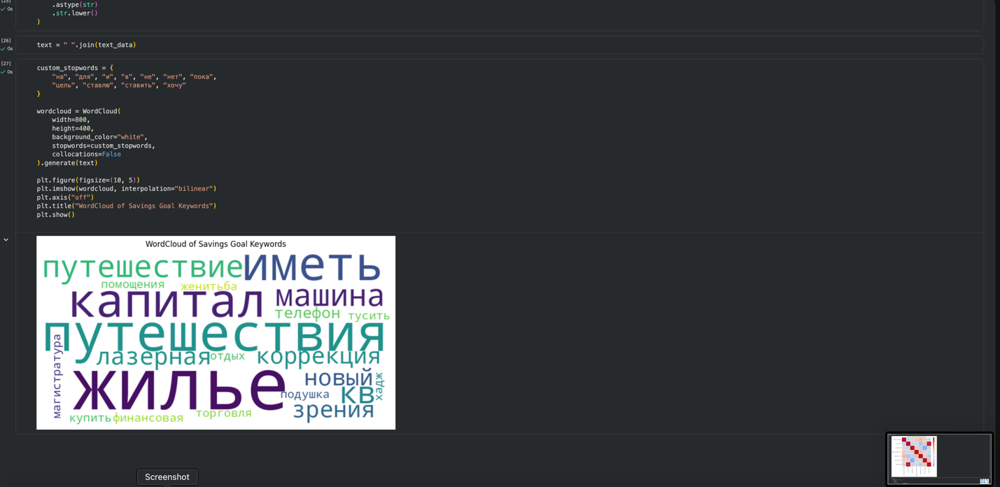 [25]
0s
.astype(str)
.str.lower()
)
[26]
0s
text = " ".join(text_data)
[27]
0s
custom_stopwords = {
"на", "для", "и", "в", "не", "нет", "пока",
"цель", "ставлю", "ставить", "хочу"
}
wordcloud = WordCloud(
width=800,
height=400,
background_color="white",
stopwords=custom_stopwords,
collocations=False
).generate(text)
plt.figure(figsize=(10, 5))
plt.imshow(wordcloud, interpolation="bilinear")
plt.axis("off")
plt.title("WordCloud of Savings Goal Keywords")
plt.show()
WordCloud of Savings Goal Keywords
путешествие иметь
помощения женитьба
капитал машина
телефон тусить
путешествия
магистратура
лазерная отдых коррекция
жилье
новый
хадж
подушка кв
зрения
купить финансовая торговля
Screenshot